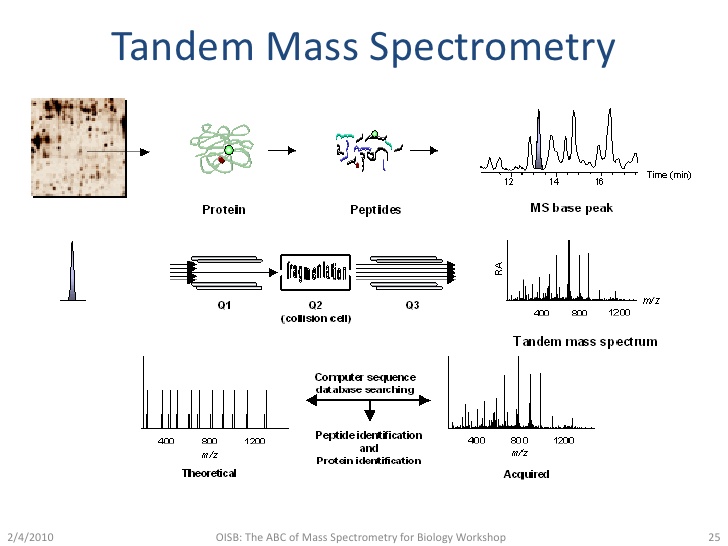 Tandem Mass Spectrometry
12 14 16 Time (min)
Protein
Peptides
MS base peak
fragmentation
RA
Q1
Q2
(collision cell)
Q3
400 800 1200 m/z
Tandem mass spectrum
Computer sequence
database searching
Peptide identification
and
Protein identification
400 800 1200
m/z
Theoretical
400 800 1200
m/z
Acquired
2/4/2010
OISB: The ABC of Mass Spectrometry for Biology Workshop
25